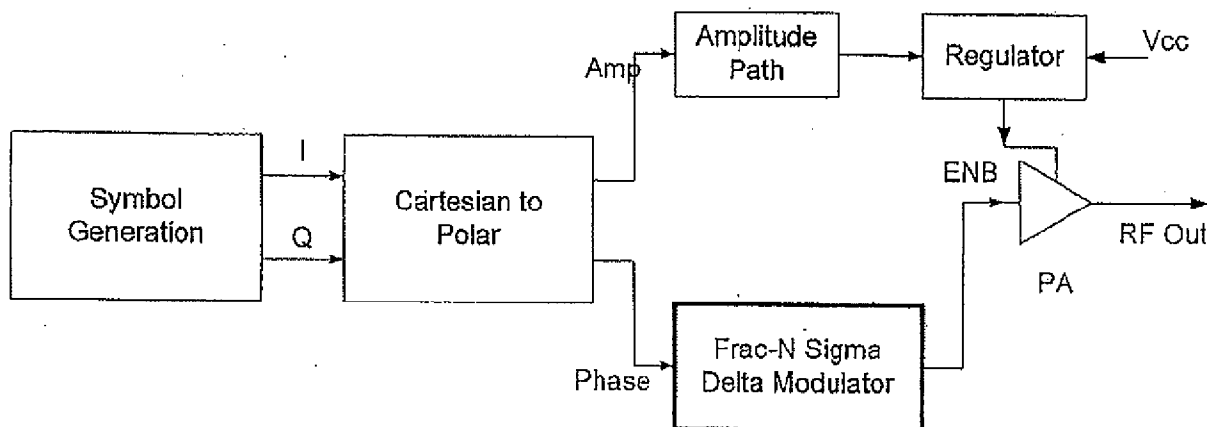 Amplitude
Path
Regulator
Vcc
Amp
Symbol
Generation
I
Q
Cartesian to
Polar
ENB
RF Out
PA
Phase
Frac-N Sigma
Delta Modulator